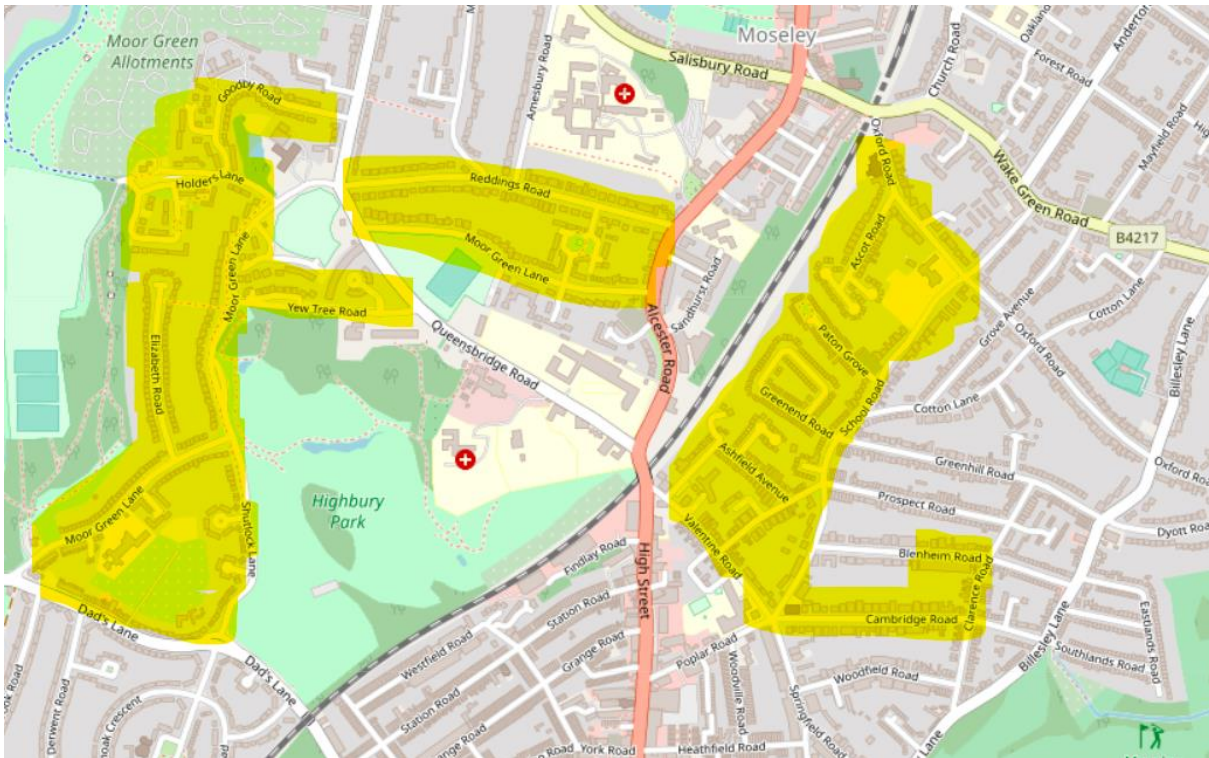 Moor Green
Allotments
Goodby Road
Holders Lane
Moor Green Lane
Yew Tree Road
Elizabeth Road
Moor Green Lane
Shutlock Lane
Dad's Lane
Dad's Lane
Derwent Road
Highbury
Park
Amesbury Road
Reddings Road
Moor Green Lane
Queensbridge Road
Moseley
Salisbury Road
Alcester Road
Sandhurst Road
High Street
Findlay Road
Station Road
Westfield Road
Grange Road
Station Road
York Road
Heathfield Road
Poplar Road
Woodville Road
Springfield Road
Valentine Road
Ashfield Avenue
Greenend Road
Paton Grove
Ascot Road
Oxford Road
School Road
Church Road
Forest Road
Mayfield Road
Wake Green Road
B4217
Cotton Lane
Grove Avenue
Oxford Road
Cotton Lane
Billesley Lane
Oxford Road
Greenhill Road
Prospect Road
Dyott Road
Blenheim Road
Clarence Road
Cambridge Road
Billesley Lane
Eastlands Road
Southlands Road
Woodfield Road